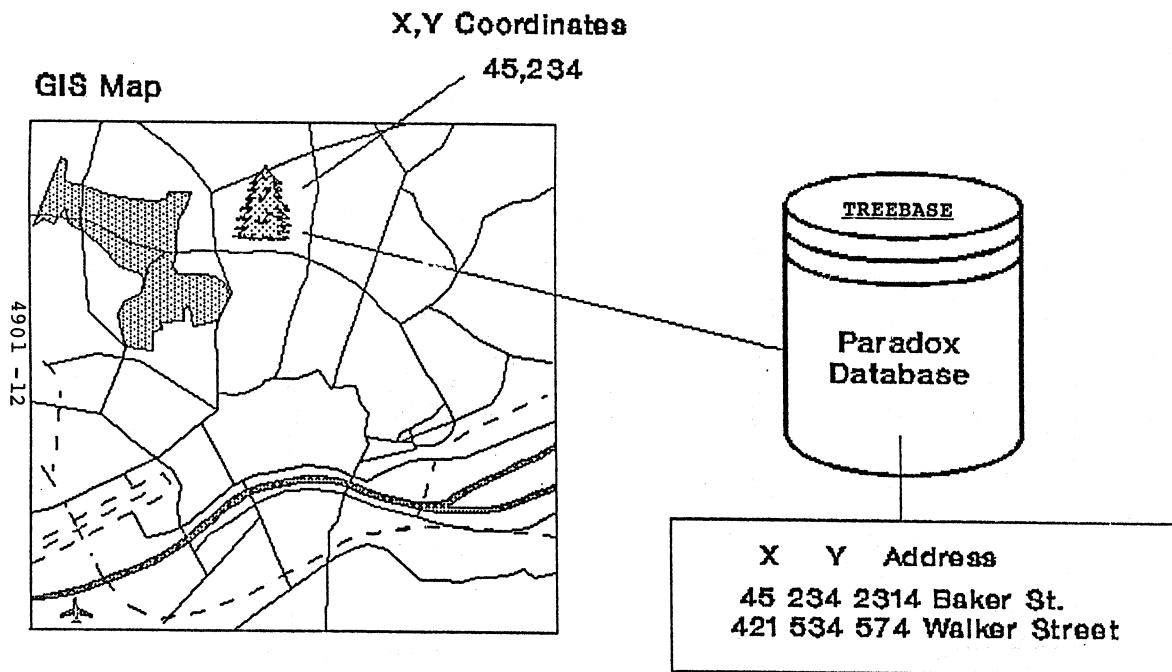 X,Y Coordinates
45,234
GIS Map
4901-12
TREEBASE
Paradox
Database
X Y Address
45 234 2314 Baker St.
421 534 574 Walker Street